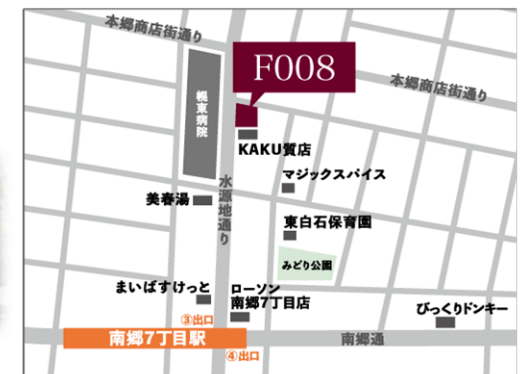 本郷商店街通り
F008
本郷商店街通り
幌東病院
KAKU質店
マジックスパイス
水源地通り
美春湯
東白石保育園
みどり公園
まいばすけっと
ローソン
南郷7丁目店
びっくりドンキー
③出口
南郷7丁目駅
南郷通
④出口